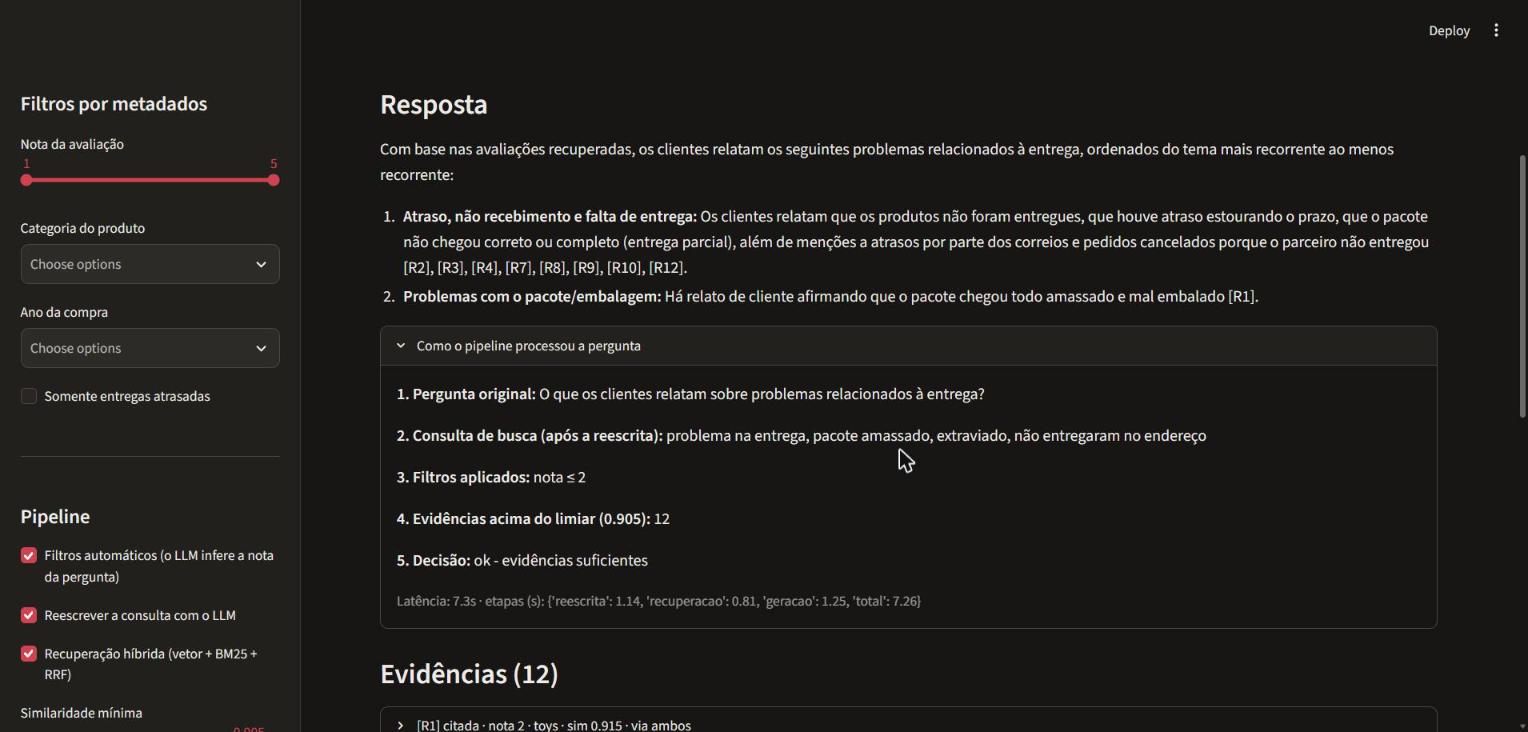 Deploy
Filtros por metadados
Nota da avaliação
1 5
Categoria do produto
Choose options
Ano da compra
Choose options
Somente entregas atrasadas
Pipeline
Filtros automáticos (o LLM infere a nota
da pergunta)
Reescrever a consulta com o LLM
Recuperação híbrida (vetor + BM25 +
RRF)
Similaridade mínima
0.905
Resposta
Com base nas avaliações recuperadas, os clientes relatam os seguintes problemas relacionados à entrega, ordenados do tema mais recorrente ao menos
recorrente:
1. Atraso, não recebimento e falta de entrega: Os clientes relatam que os produtos não foram entregues, que houve atraso estourando o prazo, que o pacote
não chegou correto ou completo (entrega parcial), além de menções a atrasos por parte dos correios e pedidos cancelados porque o parceiro não entregou
[R2], [R3], [R4], [R7], [R8], [R9], [R10], [R12].
2. Problemas com o pacote/embalagem: Há relato de cliente afirmando que o pacote chegou todo amassado e mal embalado [R1].
Como o pipeline processou a pergunta
1. Pergunta original: O que os clientes relatam sobre problemas relacionados à entrega?
2. Consulta de busca (após a reescrita): problema na entrega, pacote amassado, extraviado, não entregaram no endereço
3. Filtros aplicados: nota ≤ 2
4. Evidências acima do limiar (0.905): 12
5. Decisão: ok - evidências suficientes
Latência: 7.3s · etapas (s): {'reescrita': 1.14, 'recuperacao': 0.81, 'geracao': 1.25, 'total': 7.26}
Evidências (12)
[R1] citada · nota 2 · toys · sim 0.915 · via ambos